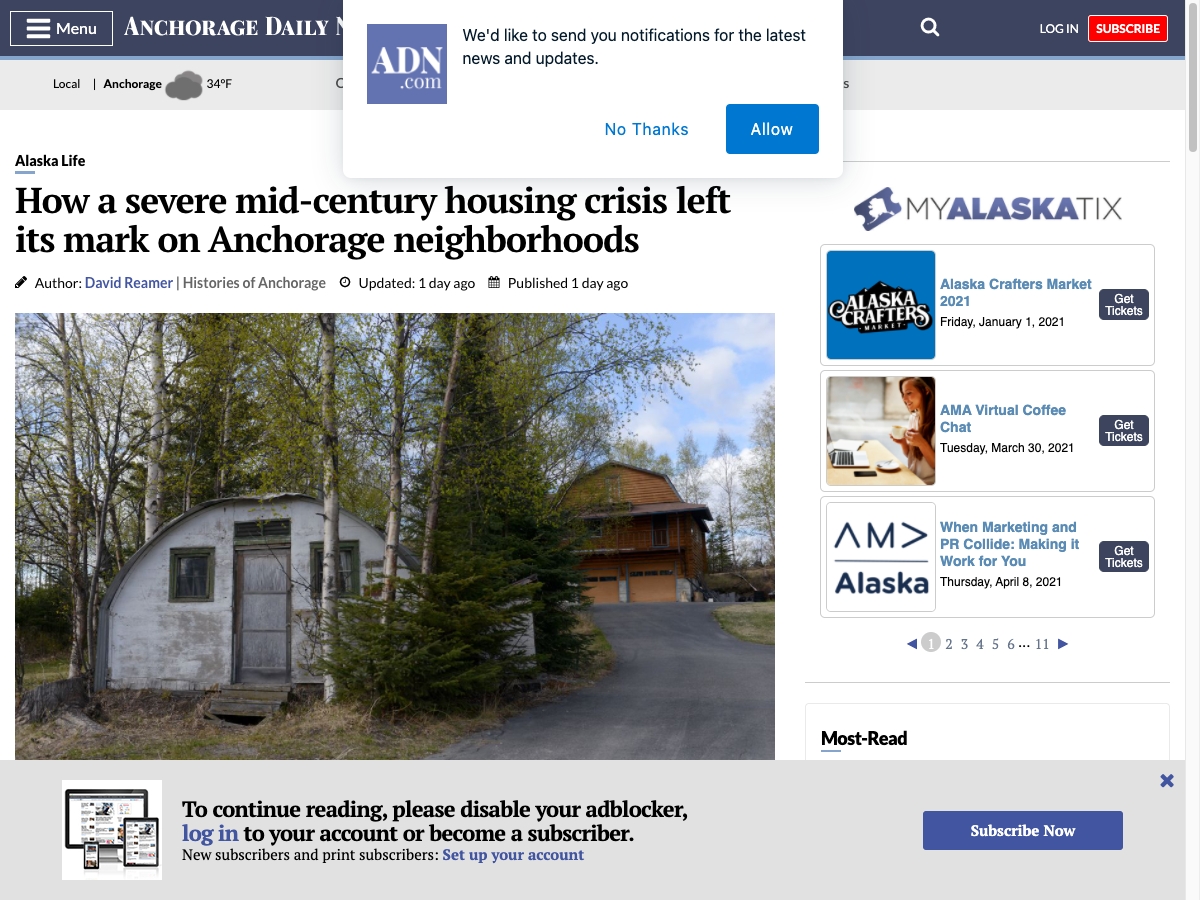 Menu
ANCHORAGE DAILY
LOG IN
SUBSCRIBE
ADN
.com
We'd like to send you notifications for the latest
news and updates.
No Thanks
Allow
Local | Anchorage 34ºF
Alaska Life
How a severe mid-century housing crisis left
its mark on Anchorage neighborhoods
Author: David Reamer | Histories of Anchorage Updated: 1 day ago Published 1 day ago
MYALASKATIX
ALASKA
CRAFTERS
MARKET
Alaska Crafters Market
2021
Friday, January 1, 2021
Get
Tickets
AMA Virtual Coffee
Chat
Tuesday, March 30, 2021
Get
Tickets
Alaska
When Marketing and
PR Collide: Making it
Work for You
Thursday, April 8, 2021
Get
Tickets
◀ 1 2 3 4 5 6 ... 11 ▶
Most-Read
To continue reading, please disable your adblocker,
log in to your account or become a subscriber.
New subscribers and print subscribers: Set up your account
Subscribe Now